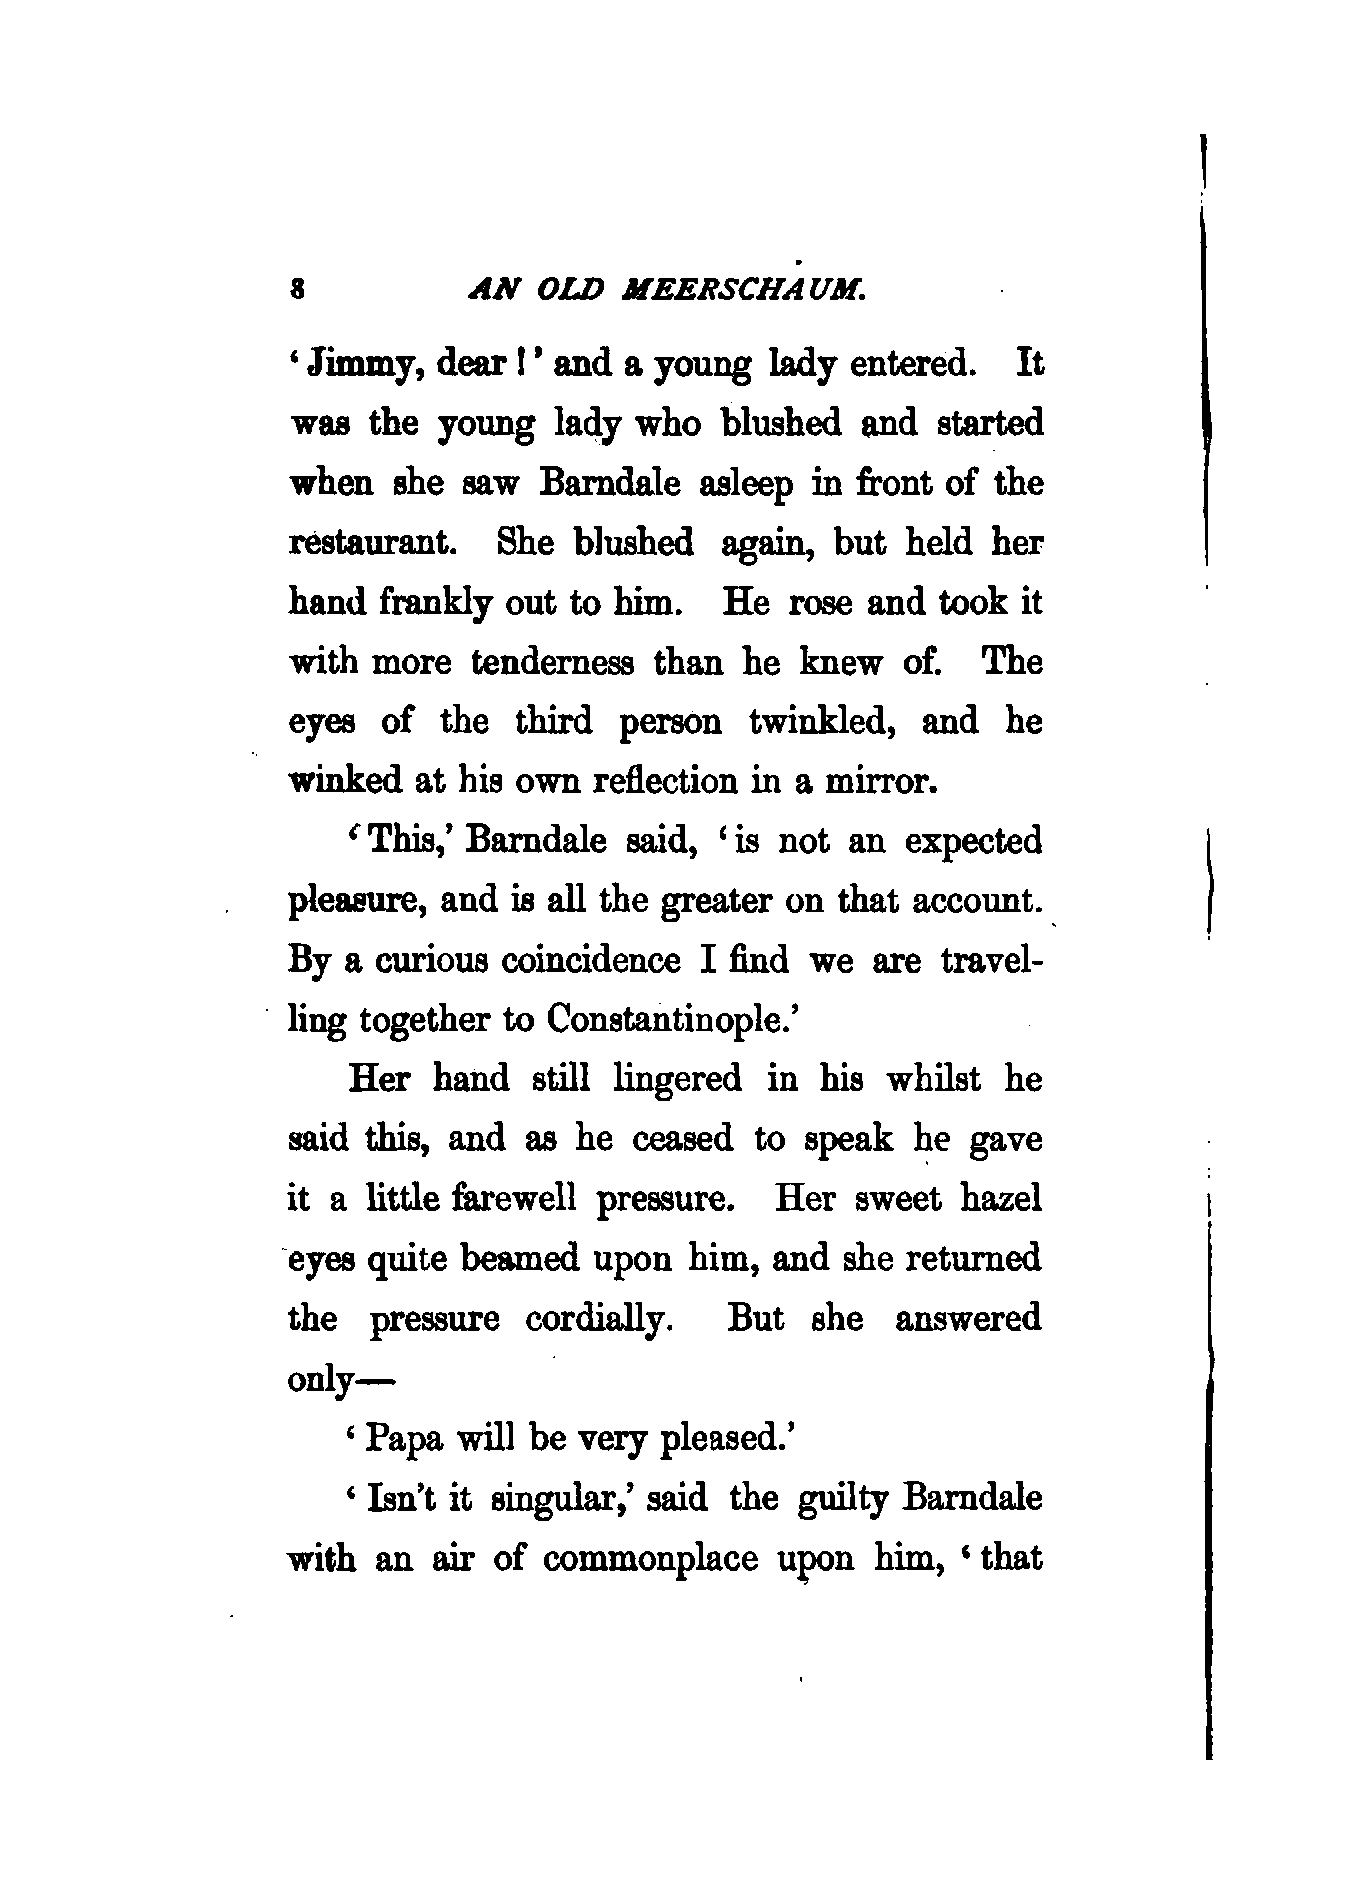 8 AN OLD MEERSCHAUM.
‘Jimmy, dear!’ and a young lady entered. It
was the young lady who blushed and started
when she saw Barndale asleep in front of the
restaurant. She blushed again, but held her
hand frankly out to him. He rose and took it
with more tenderness than he knew of. The
eyes of the third person twinkled, and he
winked at his own reflection in a mirror.
‘This,’ Barndale said, ‘is not an expected
pleasure, and is all the greater on that account.
By a curious coincidence I find we are travel-
ling together to Constantinople.’
Her hand still lingered in his whilst he
said this, and as he ceased to speak he gave
it a little farewell pressure. Her sweet hazel
eyes quite beamed upon him, and she returned
the pressure cordially. But she answered
only—
‘Papa will be very pleased.’
‘Isn't it singular,’ said the guilty Barndale
with an air of commonplace upon him, ‘that